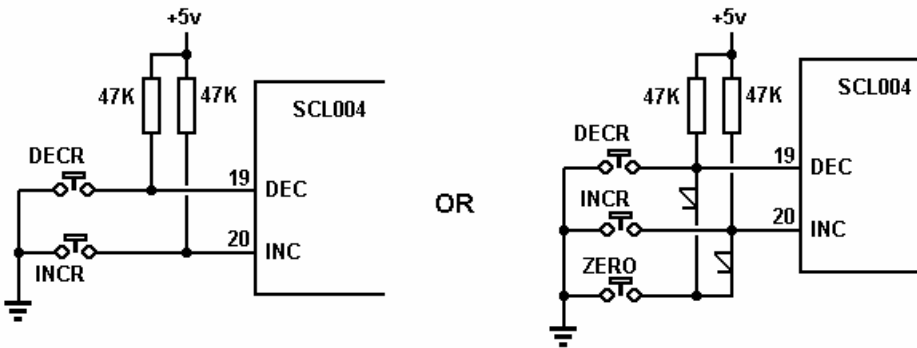 +5v
47K
47K
SCL004
DECR
19
DEC
20
INC
INCR
OR
+5v
47K
47K
SCL004
DECR
19
DEC
INCR
20
INC
ZERO